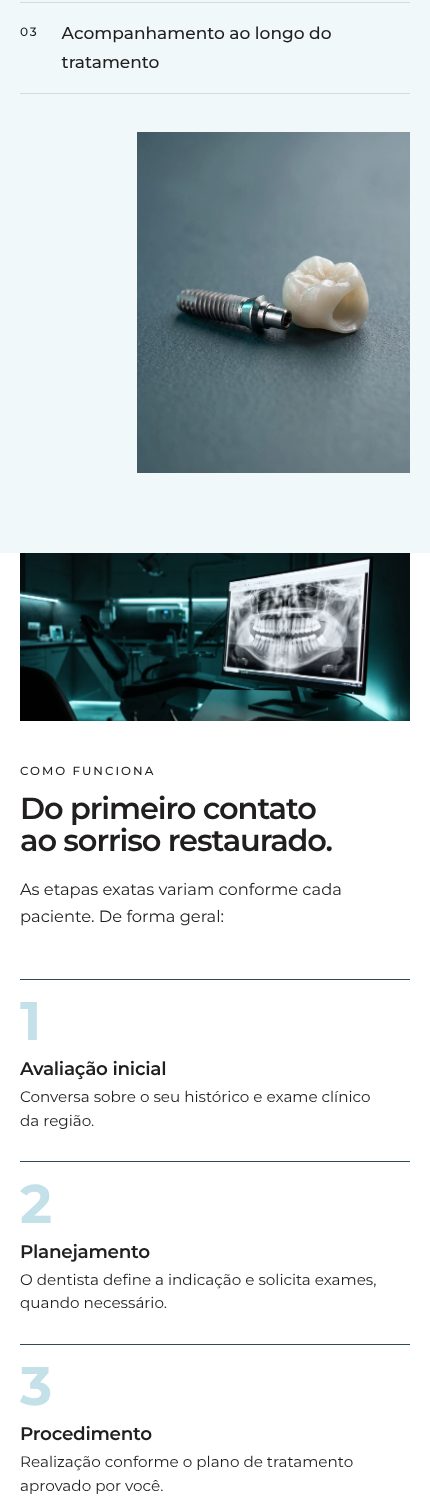 03 Acompanhamento ao longo do
tratamento
COMO FUNCIONA
Do primeiro contato
ao sorriso restaurado.
As etapas exatas variam conforme cada
paciente. De forma geral:
1
Avaliação inicial
Conversa sobre o seu histórico e exame clínico
da região.
2
Planejamento
O dentista define a indicação e solicita exames,
quando necessário.
3
Procedimento
Realização conforme o plano de tratamento
aprovado por você.